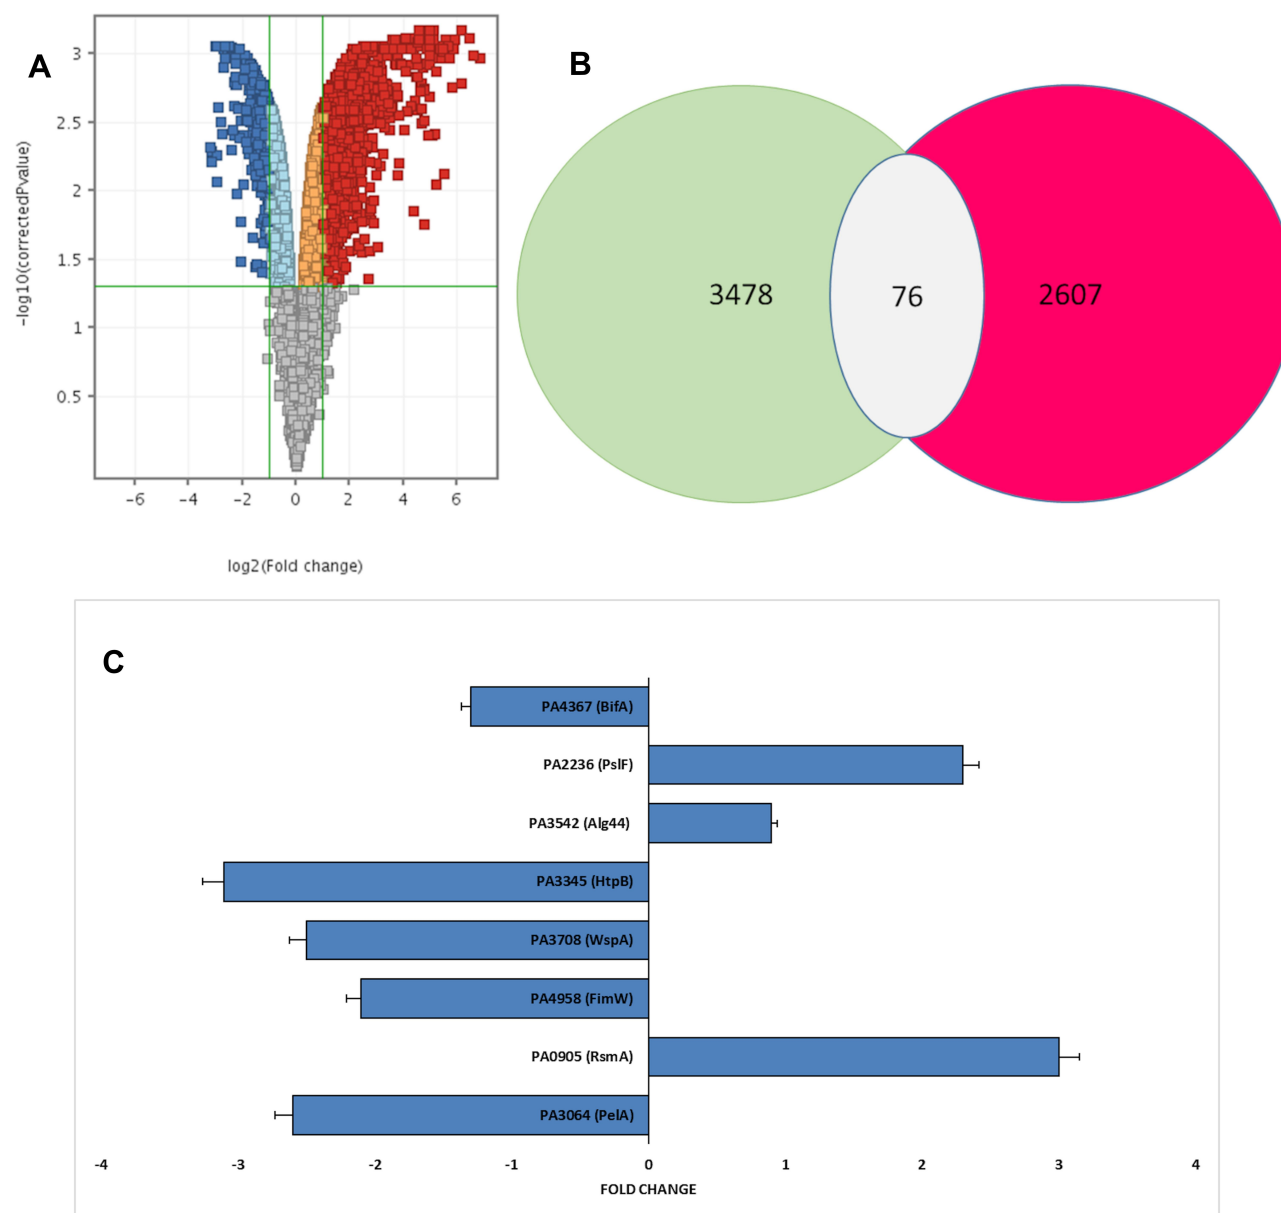 A
3
2.5
2
1.5
1
0.5
−log10(correctedPvalue)
−6
−4
−2
0
2
4
6
log2(Fold change)
B
3478
76
2607
C
PA4367 (BifA)
PA2236 (PslF)
PA3542 (Alg44)
PA3345 (HtpB)
PA3708 (WspA)
PA4958 (FimW)
PA0905 (RsmA)
PA3064 (PelA)
-4
-3
-2
-1
0
1
2
3
4
FOLD CHANGE